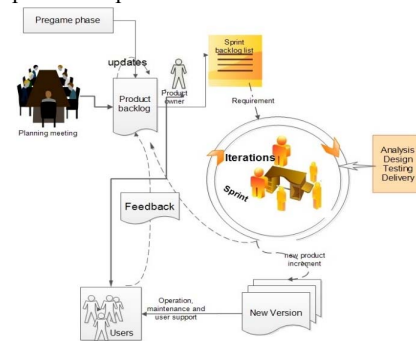 Pregame phase
updates
Sprint
backlog list
Product
owner
Product
backlog
Planning meeting
Requirement
Iterations
Sprint
Analysis
Design
Testing
Delivery
Feedback
new product
increment
Operation,
maintenance and
user support
New Version
Users